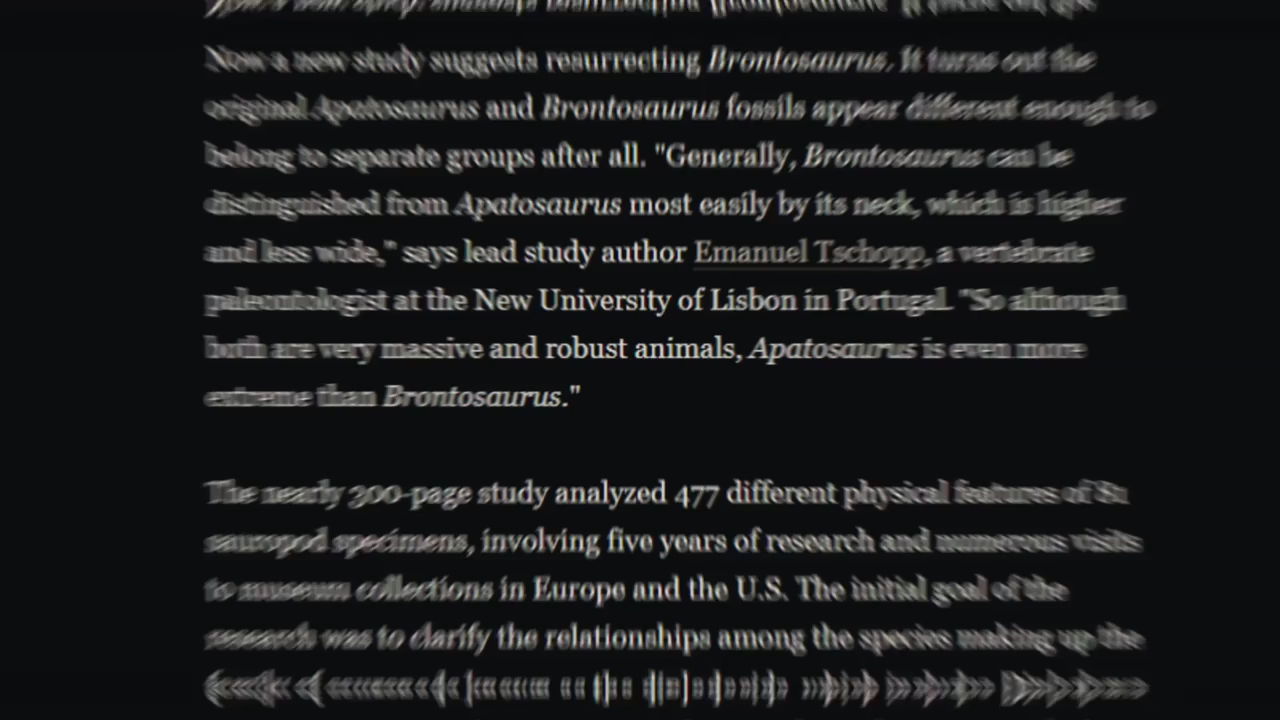 Now a new study suggests resurrecting Brontosaurus. It turns out the
original Apatosaurus and Brontosaurus fossils appear different enough to
belong to separate groups after all. "Generally, Brontosaurus can be
distinguished from Apatosaurus most easily by its neck, which is higher
and less wide," says lead study author Emanuel Tschopp, a vertebrate
paleontologist at the New University of Lisbon in Portugal. "So although
both are very massive and robust animals, Apatosaurus is even more
extreme than Brontosaurus."
The nearly 300-page study analyzed 477 different physical features of 81
sauropod specimens, involving five years of research and numerous visits
to museum collections in Europe and the U.S. The initial goal of the
research was to clarify the relationships among the species making up the